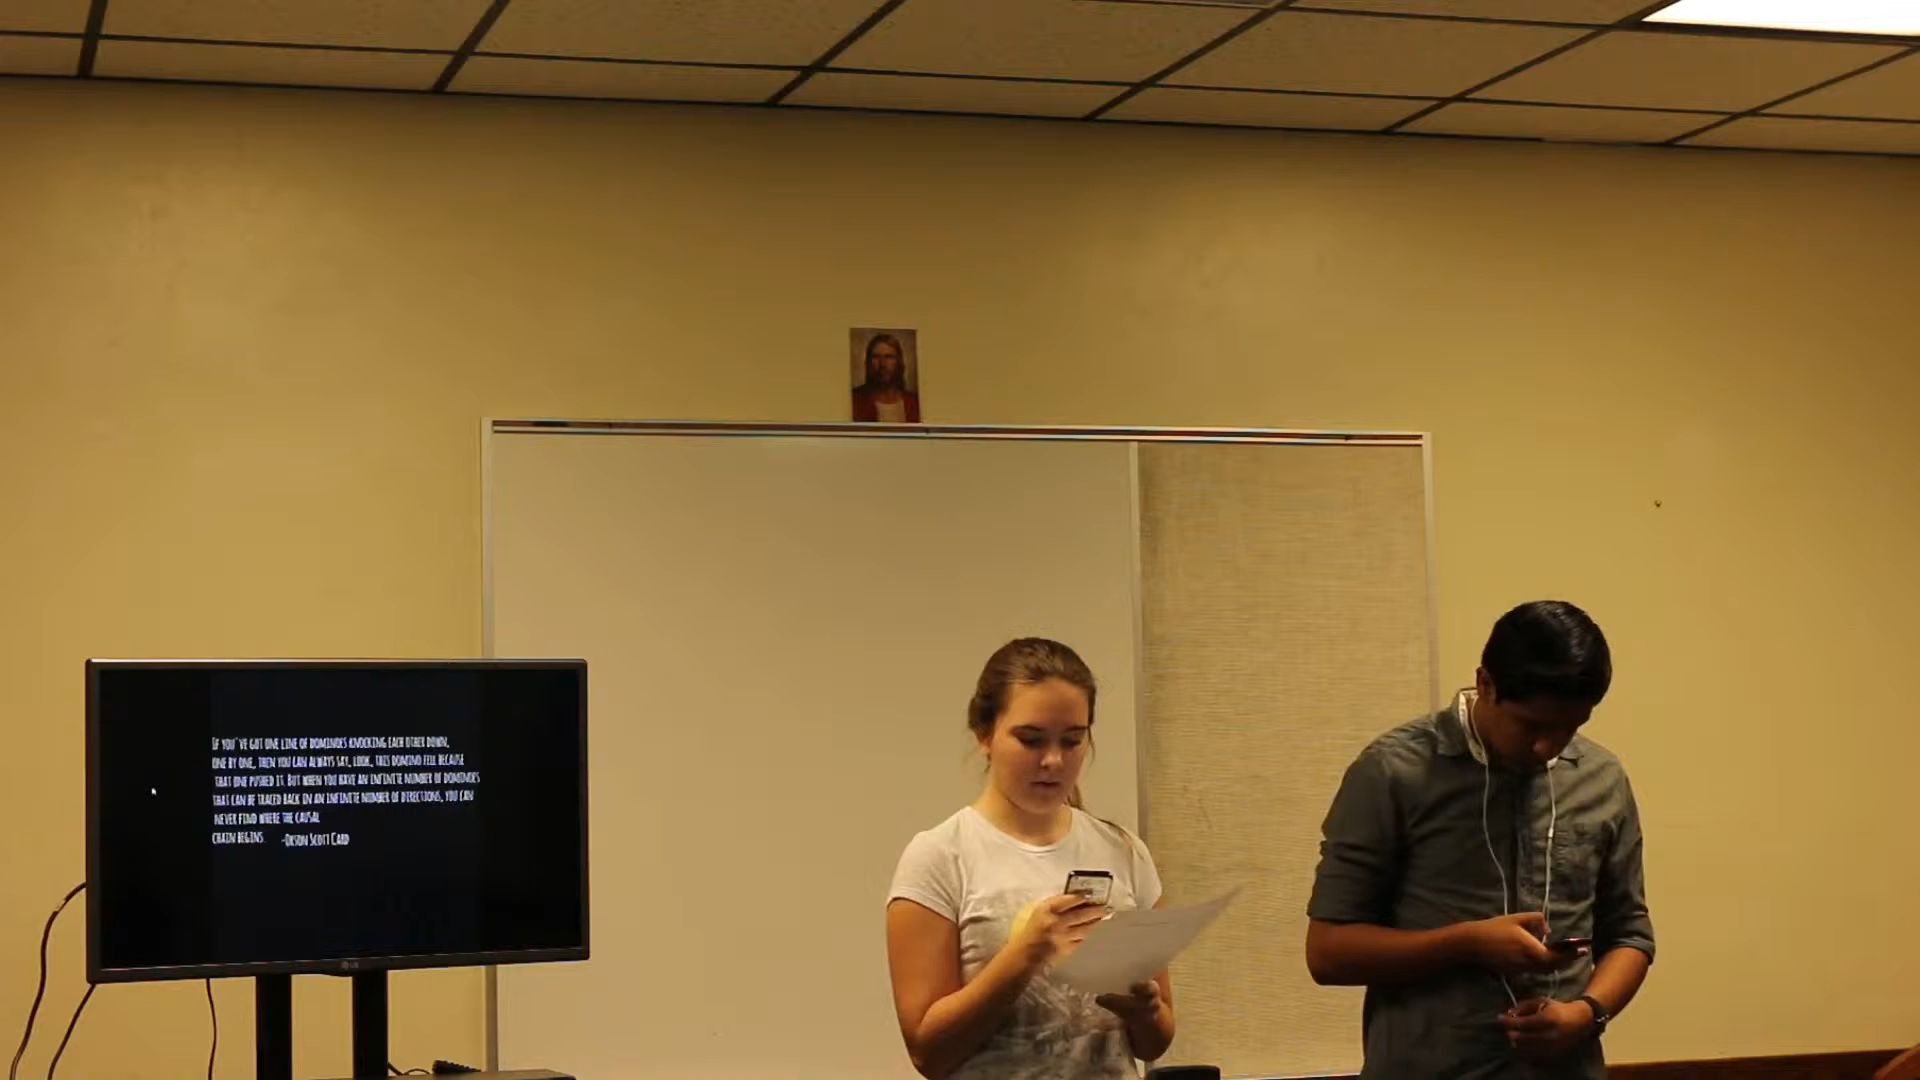 IF YOU'VE GOT ONE LINE OF DOMINOES KNOCKING EACH OTHER DOWN,
ONE BY ONE, THEN YOU CAN ALWAYS SAY, LOOK, THIS DOMINO FELL BECAUSE
THAT ONE PUSHED IT. BUT WHEN YOU HAVE AN INFINITE NUMBER OF DOMINOES
THAT CAN BE TRACED BACK IN AN INFINITE NUMBER OF DIRECTIONS, YOU CAN
NEVER FIND WHERE THE CAUSAL
CHAIN BEGINS. -ORSON SCOTT CARD
LG